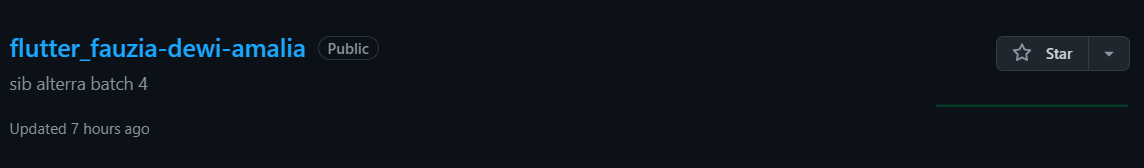 flutter_fauzia-dewi-amalia Public
Star
sib alterra batch 4
Updated 7 hours ago